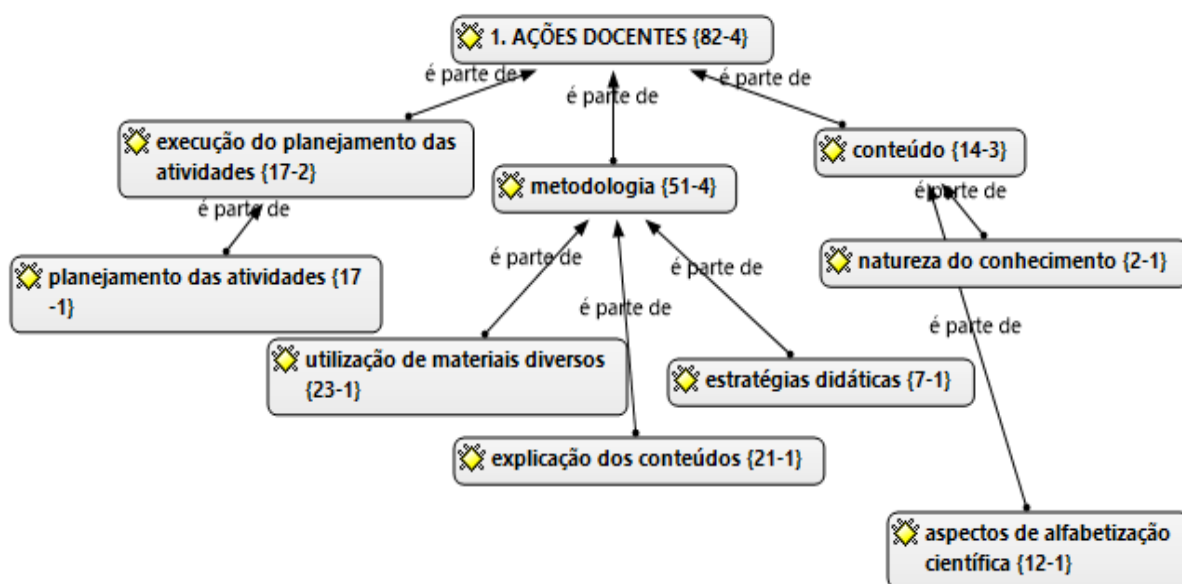 1. AÇÕES DOCENTES {82-4}
é parte de
é parte de
é parte de
execução do planejamento das
atividades {17-2}
metodologia {51-4}
conteúdo {14-3}
é parte de
é parte de
planejamento das atividades {17
-1}
é parte de
é parte de
natureza do conhecimento {2-1}
é parte de
é parte de
utilização de materiais diversos
{23-1}
estratégias didáticas {7-1}
explicação dos conteúdos {21-1}
aspectos de alfabetização
científica {12-1}